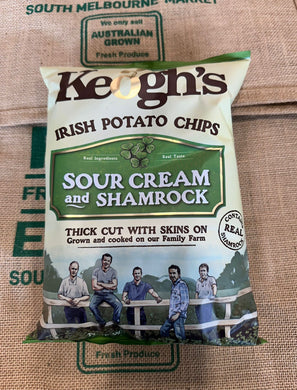 SOUTH MELBOURNE MARKET
We only sell
AUSTRALIAN
GROWN
Fresh Produce
Keogh's
IRISH POTATO CHIPS
Real Ingredients
Real Taste
SOUR CREAM
and SHAMROCK
THICK CUT WITH SKINS ON
Grown and cooked on our Family Farm
CONTAINS
REAL
SHAMROCK
FR
SOU
Fresh Produce